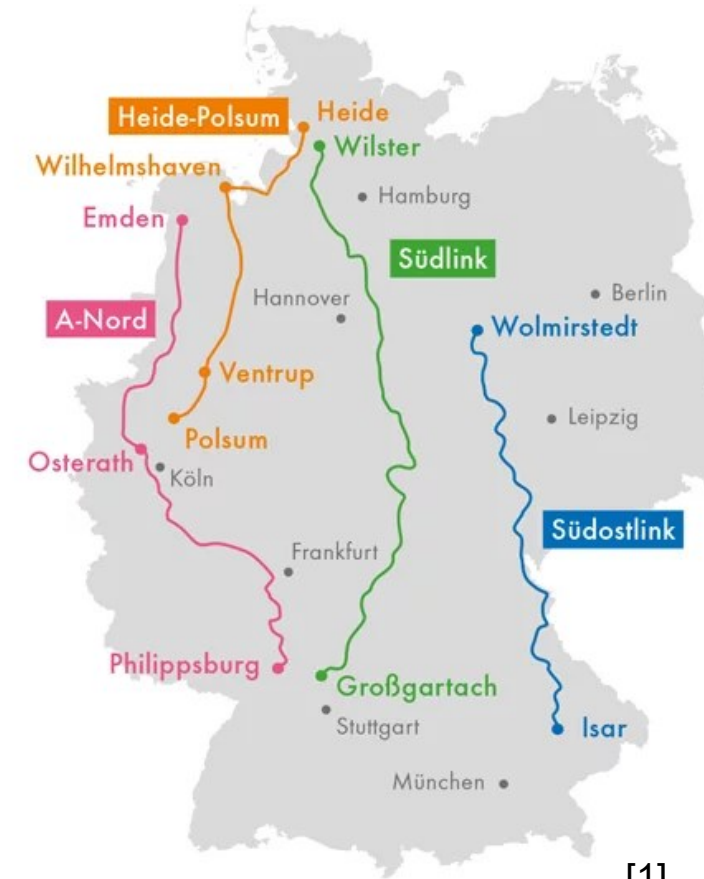 Heide-Polsum
Heide
Wilster
Wilhelmshaven
Hamburg
Emden
Südlink
Hannover
Berlin
A-Nord
Wolmirstedt
Ventrup
Polsum
Leipzig
Osterath
Köln
Südostlink
Frankfurt
Philippsburg
Großgartach
Stuttgart
Isar
München
[1]